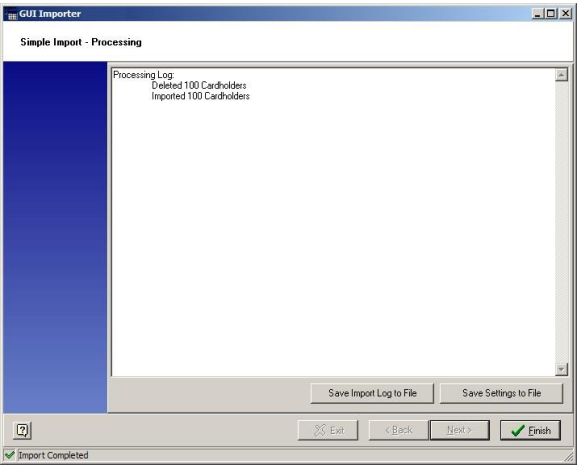 GUI Importer
Simple Import - Processing
Processing Log:
Deleted 100 Cardholders
Imported 100 Cardholders
Save Import Log to File
Save Settings to File
Exit
< Back
Next >
Finish
Import Completed